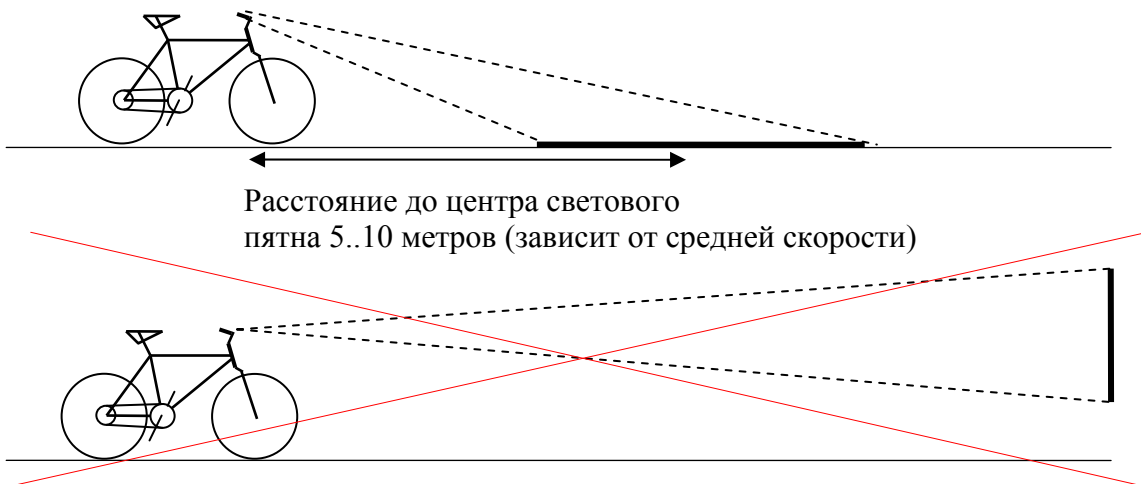 Расстояние до центра светового
пятна 5..10 метров (зависит от средней скорости)